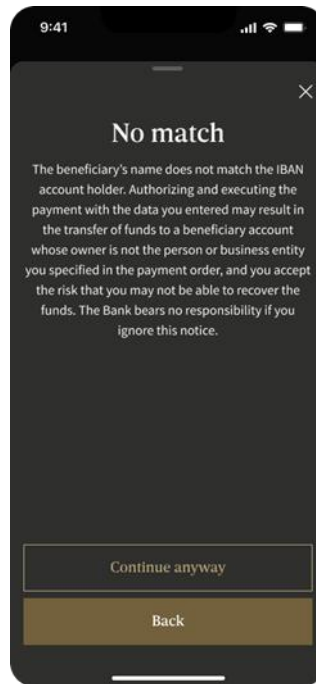 9:41
No match
The beneficiary's name does not match the IBAN
account holder. Authorizing and executing the
payment with the data you entered may result in
the transfer of funds to a beneficiary account
whose owner is not the person or business entity
you specified in the payment order, and you accept
the risk that you may not be able to recover the
funds. The Bank bears no responsibility if you
ignore this notice.
Continue anyway
Back